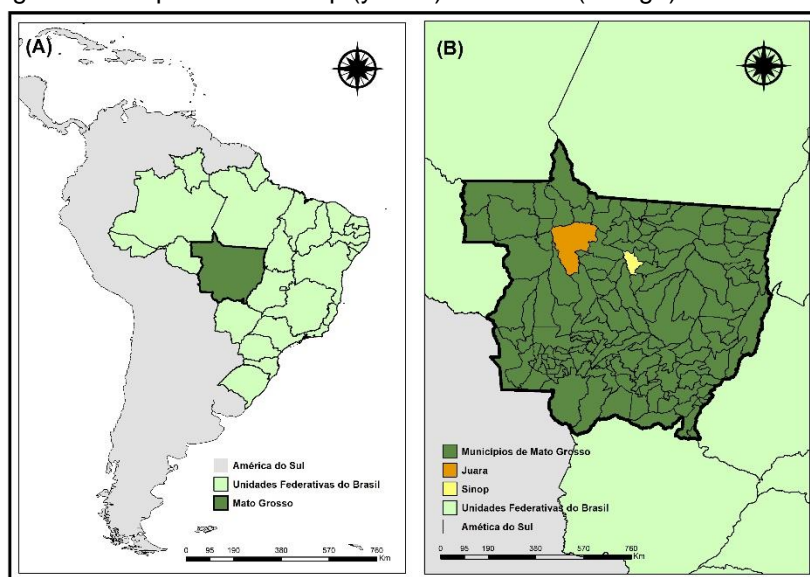 (A)
América do Sul
Unidades Federativas do Brasil
Mato Grosso
0 95 190 380 570 760
Km
(B)
Municípios de Mato Grosso
Juara
Sinop
Unidades Federativas do Brasil
Amética do Sul
0 95 190 380 570 760
Km